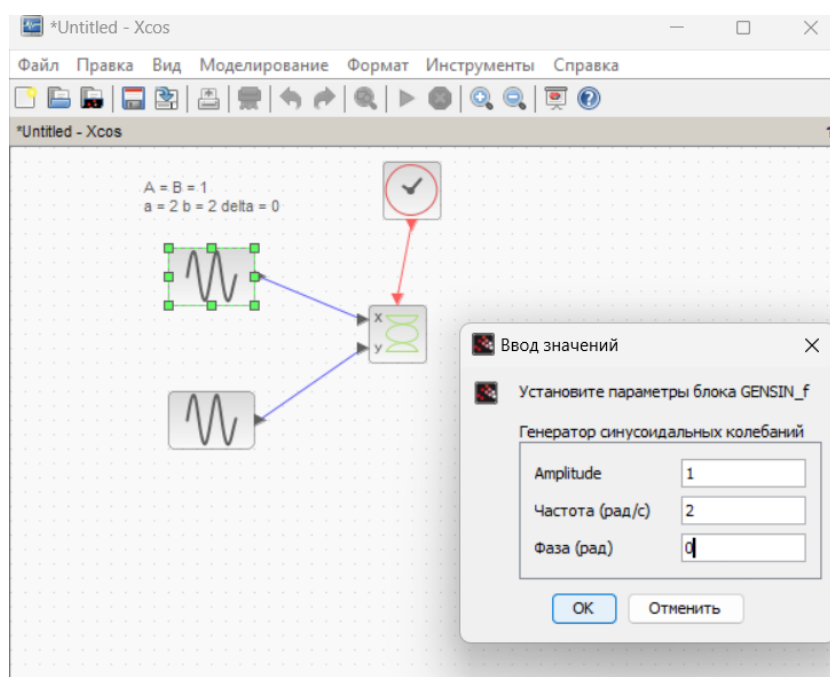 *Untitled - Xcos
Файл Правка Вид Моделирование Формат Инструменты Справка
*Untitled - Xcos
A = B = 1
a = 2 b = 2 delta = 0
x
y
Ввод значений
Установите параметры блока GENSIN_f
Генератор синусоидальных колебаний
Amplitude 1
Частота (рад/с) 2
Фаза (рад) 0
OK Отменить